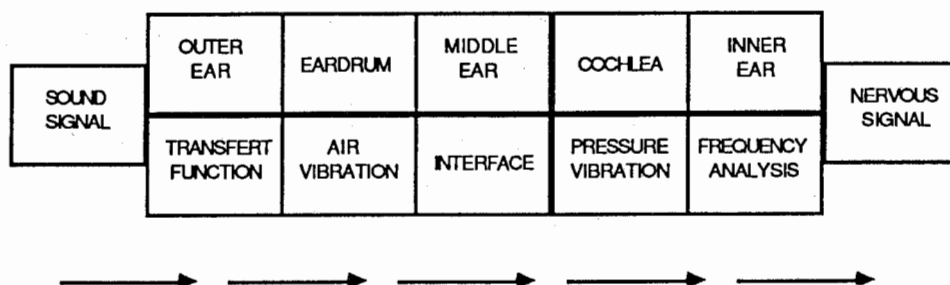 SOUND
SIGNAL
OUTER
EAR
EARDRUM
MIDDLE
EAR
COCHLEA
INNER
EAR
TRANSFERT
FUNCTION
AIR
VIBRATION
INTERFACE
PRESSURE
VIBRATION
FREQUENCY
ANALYSIS
NERVOUS
SIGNAL